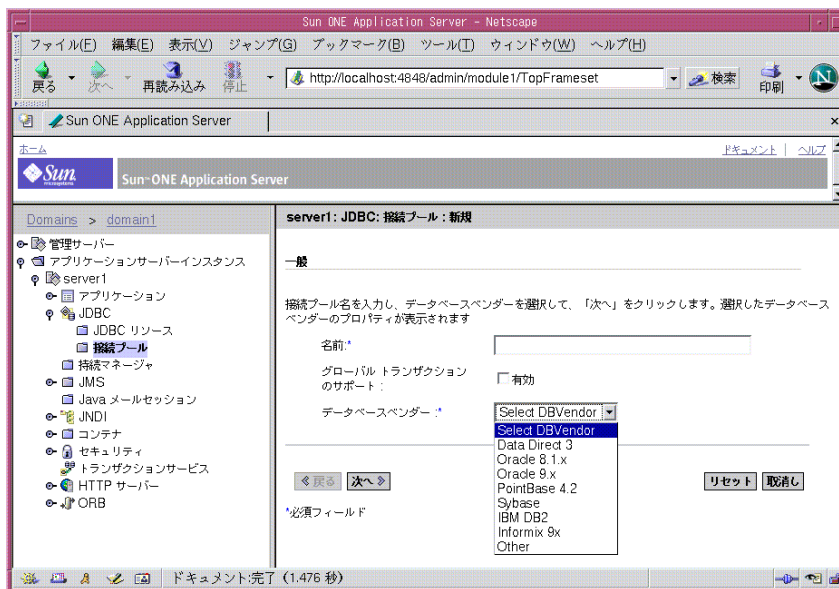 Sun ONE Application Server - Netscape
ファイル(F) 編集(E) 表示(V) ジャンプ(G) ブックマーク(B) ツール(T) ウィンドウ(W) ヘルプ(H)
戻る 次へ 再読み込み 停止 http://localhost:4848/admin/module1/TopFrameset 検索 印刷 N
Sun ONE Application Server
ホーム ドキュメント | ヘルプ
Sun microsystems Sun ONE Application Server
Domains > domain1
管理サーバー
アプリケーションサーバーインスタンス
server1
アプリケーション
JDBC
JDBC リソース
接続プール
持続マネージャ
JMS
Java メールセッション
JNDI
コンテナ
セキュリティ
トランザクションサービス
HTTP サーバー
ORB
server1: JDBC: 接続プール : 新規
一般
接続プール名を入力し、データベースベンダーを選択して、「次へ」をクリックします。選択したデータベース
ベンダーのプロパティが表示されます
名前:*
グローバル トランザクション
のサポート :
有効
データベースベンダー :*
Select DBVendor
Select DBVendor
Data Direct 3
Oracle 8.1.x
Oracle 9.x
PointBase 4.2
Sybase
IBM DB2
Informix 9x
Other
戻る 次へ リセット 取消し
*必須フィールド
ドキュメント:完了 (1.476 秒)